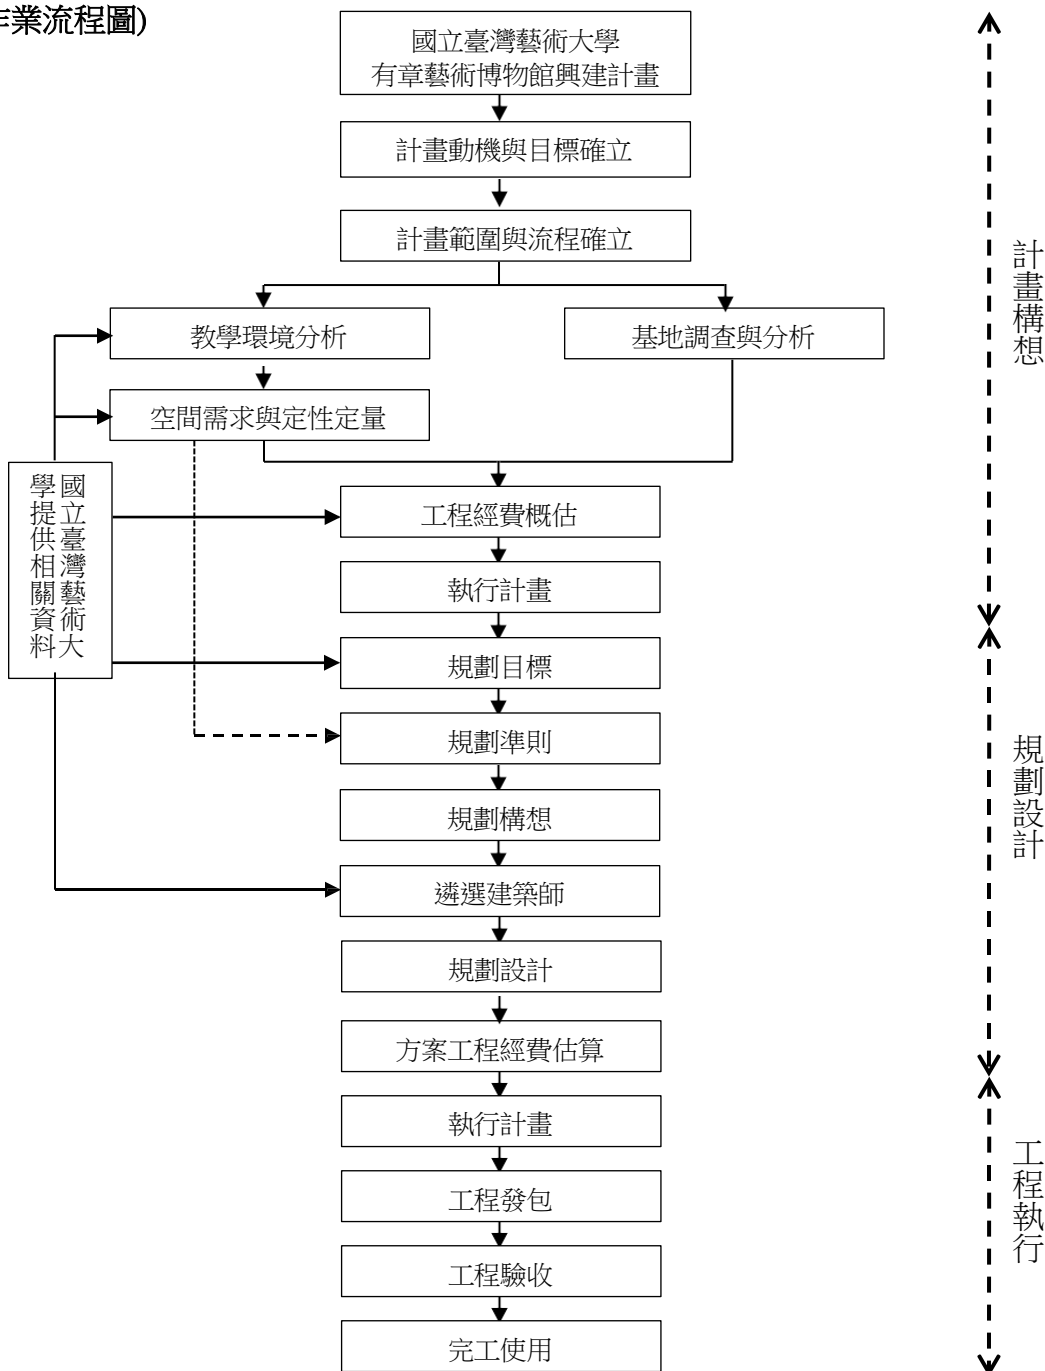 作業流程圖)
國立臺灣藝術大學
有章藝術博物館興建計畫
計畫動機與目標確立
計畫範圍與流程確立
教學環境分析
基地調查與分析
空間需求與定性定量
國立臺灣藝術大
學提供相關資料
工程經費概估
執行計畫
規劃目標
規劃準則
規劃構想
遴選建築師
規劃設計
方案工程經費估算
執行計畫
工程發包
工程驗收
完工使用
計畫構想
規劃設計
工程執行